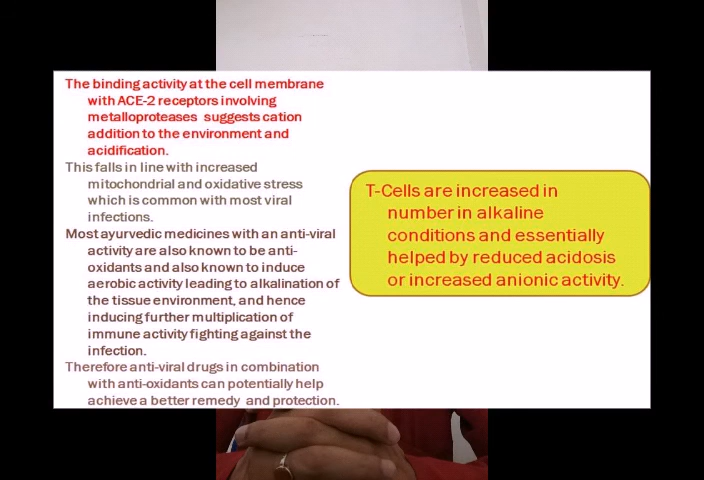 The binding activity at the cell membrane
with ACE-2 receptors involving
metalloproteases suggests cation
addition to the environment and
acidification.
This falls in line with increased
mitochondrial and oxidative stress
which is common with most viral
infections.
Most ayurvedic medicines with an anti-viral
activity are also known to be anti-
oxidants and also known to induce
aerobic activity leading to alkalination of
the tissue environment, and hence
inducing further multiplication of
immune activity fighting against the
infection.
Therefore anti-viral drugs in combination
with anti-oxidants can potentially help
achieve a better remedy and protection.
T-Cells are increased in
number in alkaline
conditions and essentially
helped by reduced acidosis
or increased anionic activity.